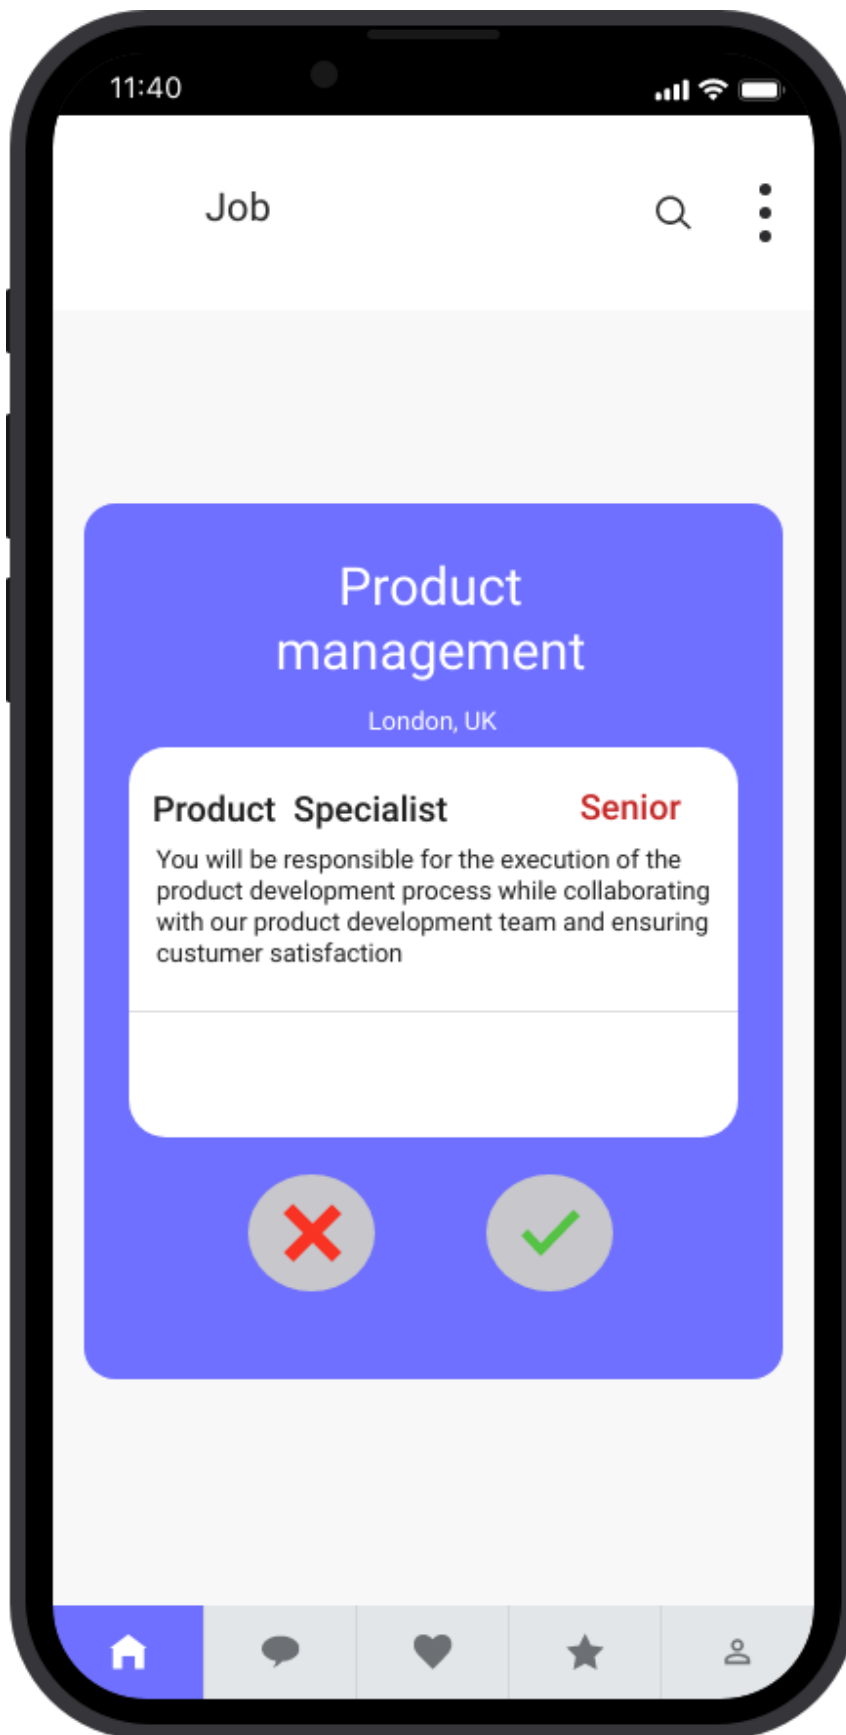 11:40
Job
Product
management
London, UK
Product Specialist Senior
You will be responsible for the execution of the
product development process while collaborating
with our product development team and ensuring
custumer satisfaction